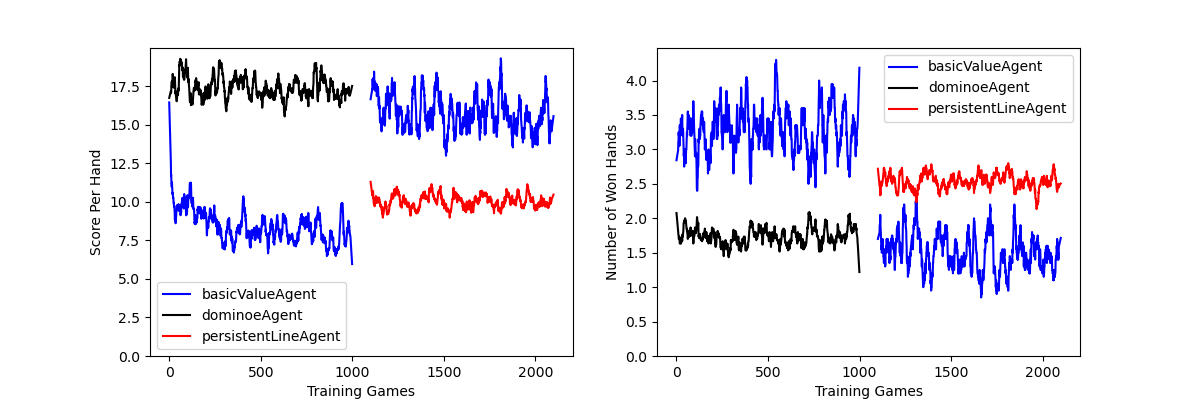 Score Per Hand
17.5
15.0
12.5
10.0
7.5
5.0
2.5
0.0
basicValueAgent
dominoeAgent
persistentLineAgent
0 500 1000 1500 2000
Training Games
Number of Won Hands
4.0
3.5
3.0
2.5
2.0
1.5
1.0
0.5
0.0
basicValueAgent
dominoeAgent
persistentLineAgent
0 500 1000 1500 2000
Training Games